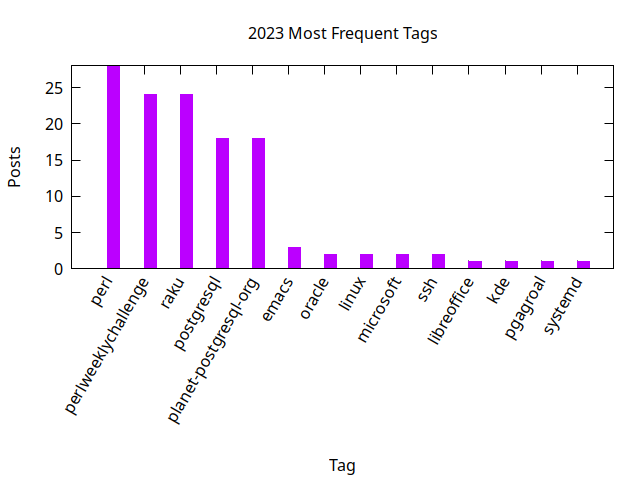 2023 Most Frequent Tags
Posts
25
20
15
10
5
0
perl
perlweeklychallenge
raku
postgresql
planet-postgresql-org
emacs
oracle
linux
microsoft
ssh
libreoffice
kde
pgagroal
systemd
Tag